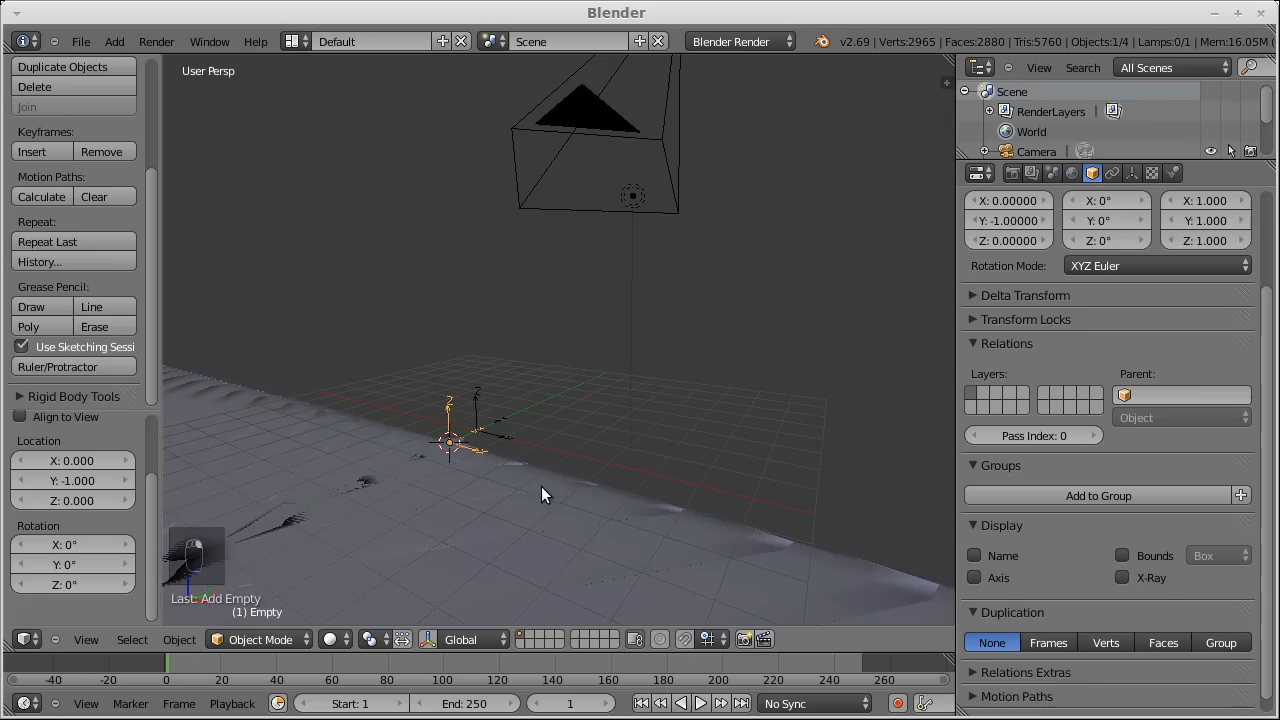 Blender
File Add Render Window Help Default Scene Blender Render v2.69 | Verts:2965 | Faces:2880 | Tris:5760 | Objects:1/4 | Lamps:0/1 | Mem:16.05M (
Duplicate Objects
Delete
Join
Keyframes:
Insert Remove
Motion Paths:
Calculate Clear
Repeat:
Repeat Last
History...
Grease Pencil:
Draw Line
Poly Erase
Use Sketching Sessi
Ruler/Protractor
Rigid Body Tools
Align to View
Location
X: 0.000
Y: -1.000
Z: 0.000
Rotation
X: 0°
Y: 0°
Z: 0°
User Persp
Z
Z
Last: Add Empty
(1) Empty
View Search All Scenes
Scene
RenderLayers
World
Camera
X: 0.00000 X: 0° X: 1.000
Y: -1.00000 Y: 0° Y: 1.000
Z: 0.00000 Z: 0° Z: 1.000
Rotation Mode: XYZ Euler
Delta Transform
Transform Locks
Relations
Layers: Parent:
Object
Pass Index: 0
Groups
Add to Group
Display
Name Bounds Box
Axis X-Ray
Duplication
None Frames Verts Faces Group
Relations Extras
Motion Paths
View Select Object Object Mode Global
-40 -20 0 20 40 60 80 100 120 140 160 180 200 220 240 260
View Marker Frame Playback Start: 1 End: 250 1 No Sync